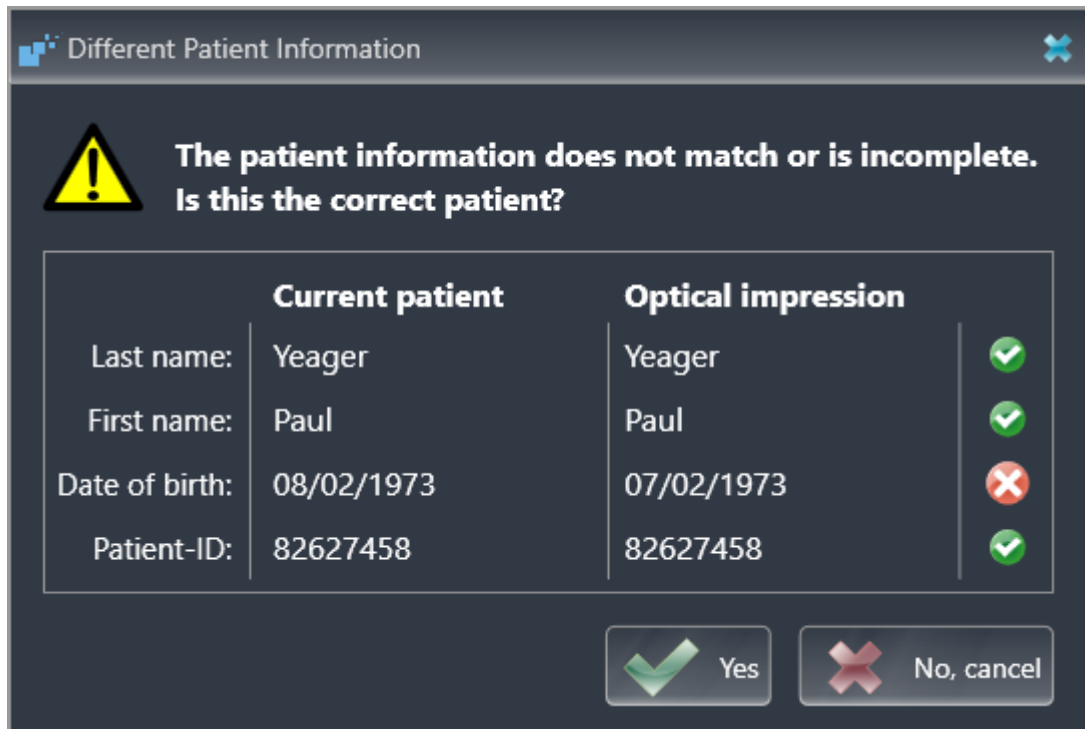 Different Patient Information
The patient information does not match or is incomplete.
Is this the correct patient?
Current patient Optical impression
Last name: Yeager Yeager
First name: Paul Paul
Date of birth: 08/02/1973 07/02/1973
Patient-ID: 82627458 82627458
Yes No, cancel